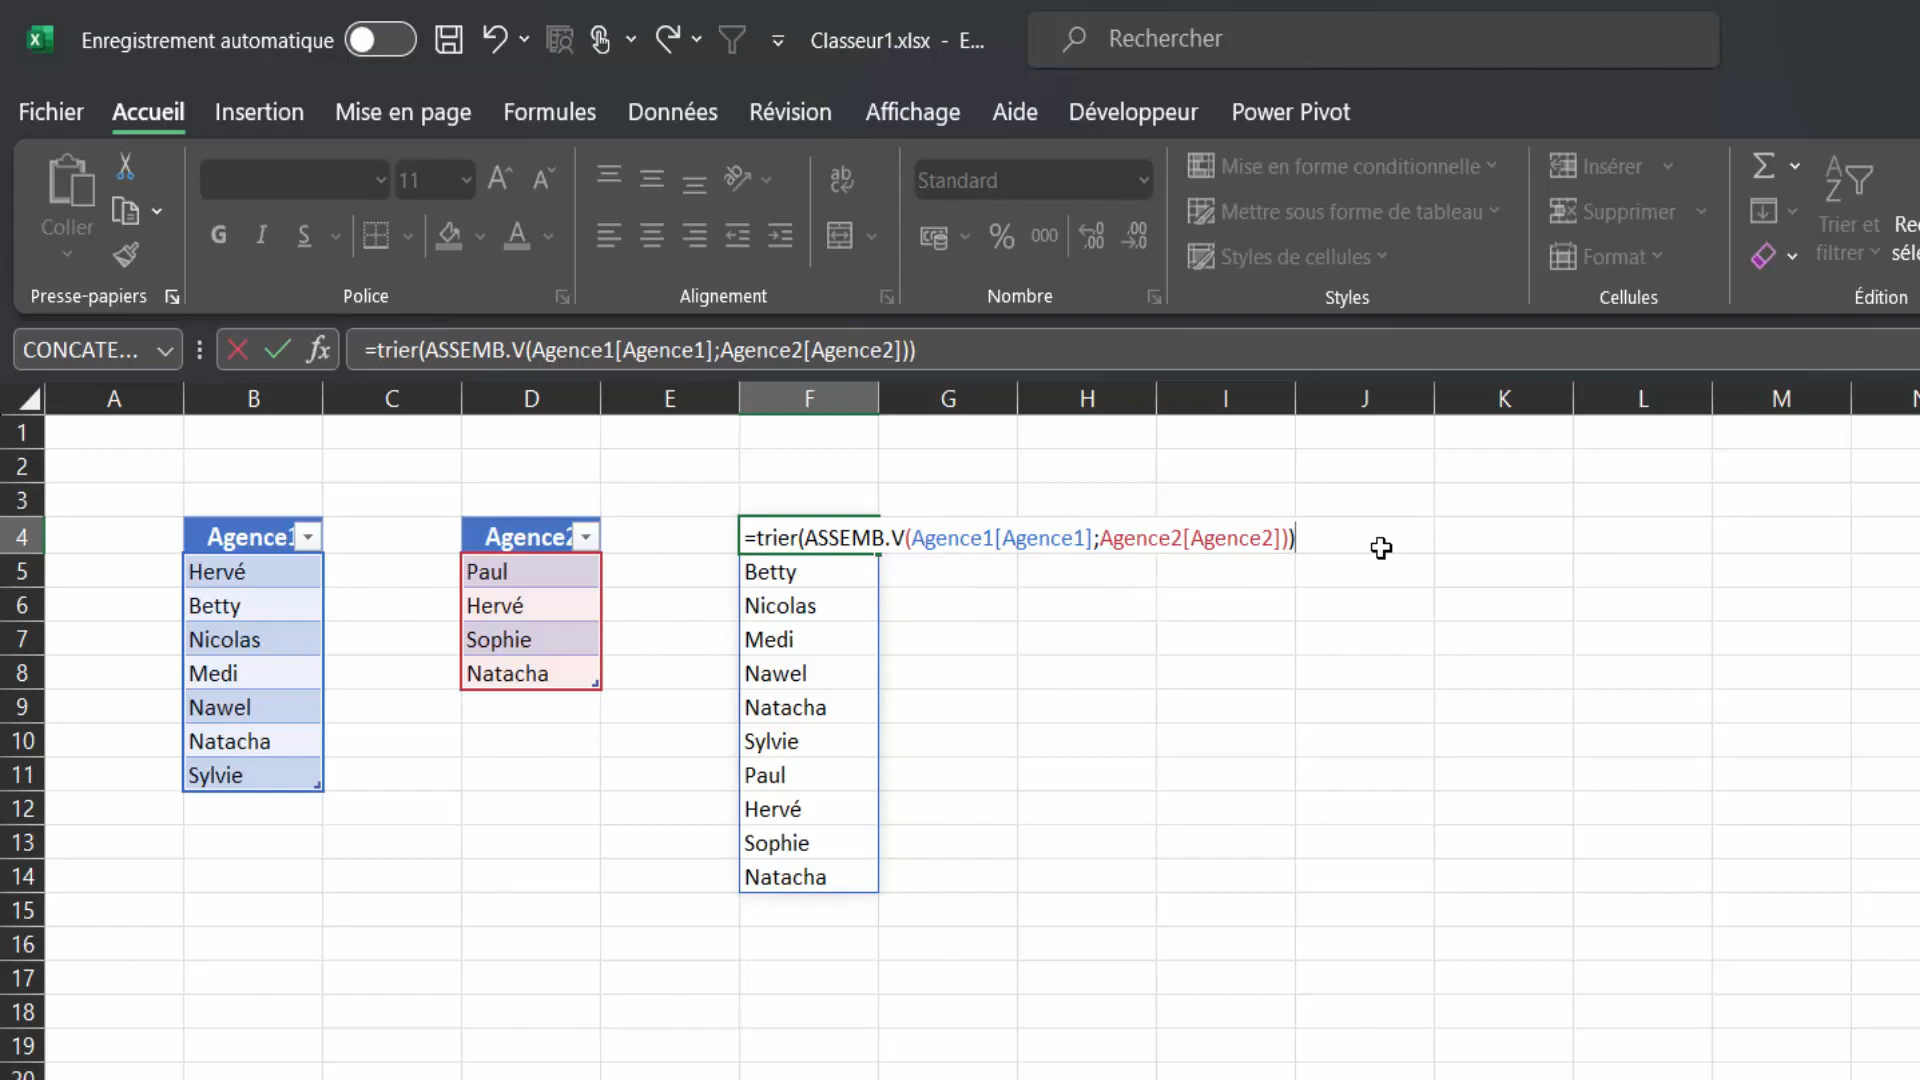 Enregistrement automatique
Classeur1.xlsx - E...
Rechercher
Fichier Accueil Insertion Mise en page Formules Données Révision Affichage Aide Développeur Power Pivot
Coller
Presse-papiers
11
G I S
Police
ab
Alignement
Standard
% 000
Nombre
Mise en forme conditionnelle
Mettre sous forme de tableau
Styles de cellules
Styles
Insérer
Supprimer
Format
Cellules
Trier et
filtrer
Édition
CONCATE...
fx
=trier(ASSEMB.V(Agence1[Agence1];Agence2[Agence2]))
A B C D E F G H I J K L M
1
2
3
4 Agence1 Agence2 =trier(ASSEMB.V(Agence1[Agence1];Agence2[Agence2]))
5 Hervé Paul Betty
6 Betty Hervé Nicolas
7 Nicolas Sophie Medi
8 Medi Natacha Nawel
9 Nawel Natacha
10 Natacha Sylvie
11 Sylvie Paul
12 Hervé
13 Sophie
14 Natacha
15
16
17
18
19
20